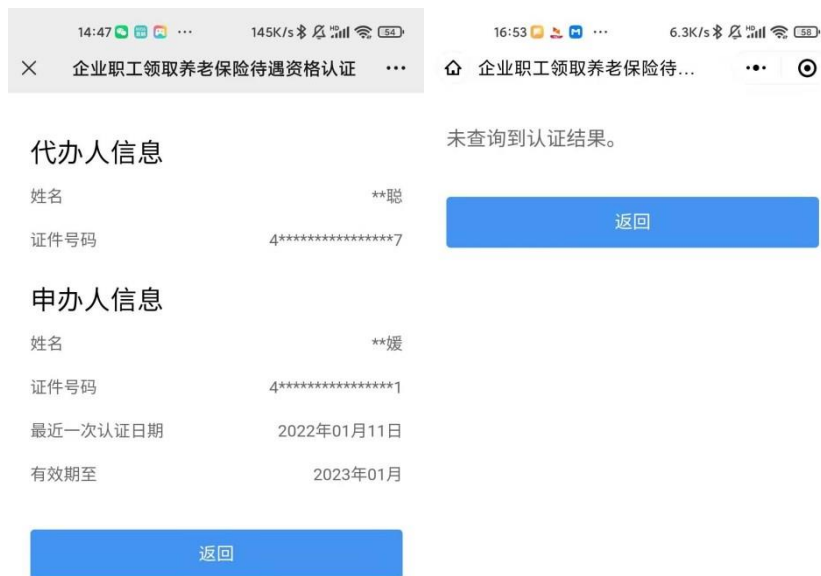 14:47 ... 145K/s HD 54
企业职工领取养老保险待遇资格认证 ...
代办人信息
姓名 **聪
证件号码 4****************7
申办人信息
姓名 **媛
证件号码 4****************1
最近一次认证日期 2022年01月11日
有效期至 2023年01月
返回
16:53 ... 6.3K/s HD 58
企业职工领取养老保险待...
未查询到认证结果。
返回